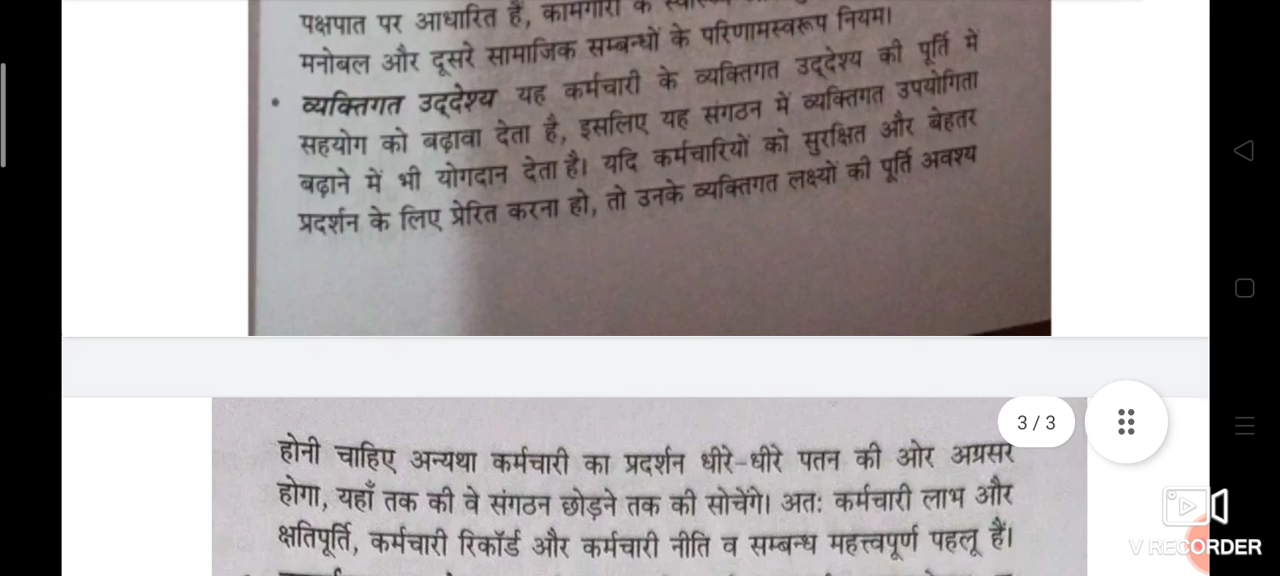 पक्षपात पर आधारित हैं, कामगारों के
मनोबल और दूसरे सामाजिक सम्बन्धों के परिणामस्वरूप नियम।
• व्यक्तिगत उद्देश्य यह कर्मचारी के व्यक्तिगत उद्देश्य की पूर्ति में
सहयोग को बढ़ावा देता है, इसलिए यह संगठन में व्यक्तिगत उपयोगिता
बढ़ाने में भी योगदान देता है। यदि कर्मचारियों को सुरक्षित और बेहतर
प्रदर्शन के लिए प्रेरित करना हो, तो उनके व्यक्तिगत लक्ष्यों की पूर्ति अवश्य
3 / 3
होनी चाहिए अन्यथा कर्मचारी का प्रदर्शन धीरे-धीरे पतन की ओर अग्रसर
होगा, यहाँ तक की वे संगठन छोड़ने तक की सोचेंगे। अतः कर्मचारी लाभ और
क्षतिपूर्ति, कर्मचारी रिकॉर्ड और कर्मचारी नीति व सम्बन्ध महत्त्वपूर्ण पहलू हैं।
V RECORDER